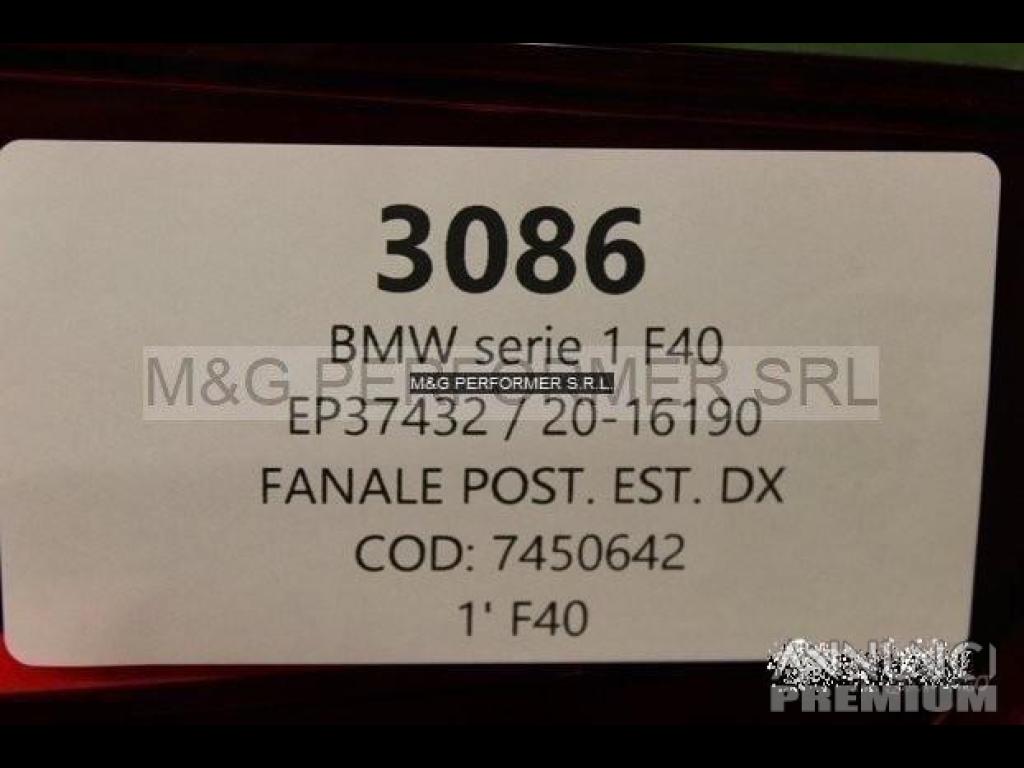 3086
BMW serie 1 F40
M&G PERFORMER SRL
M&G PERFORMER S.R.L.
EP37432 / 20-16190
FANALE POST. EST. DX
COD: 7450642
1' F40
PREMIUM